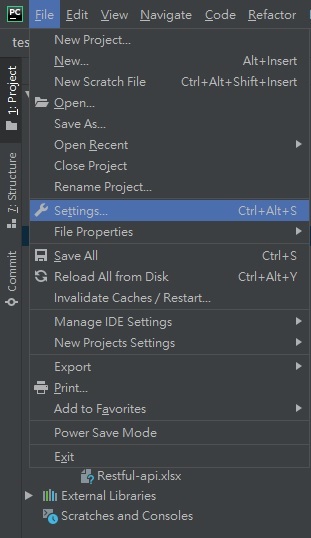 PC File Edit View Navigate Code Refactor
tes
New Project...
New... Alt+Insert
New Scratch File Ctrl+Alt+Shift+Insert
Open...
Save As...
Open Recent
Close Project
Rename Project...
Settings... Ctrl+Alt+S
File Properties
Save All Ctrl+S
Reload All from Disk Ctrl+Alt+Y
Invalidate Caches / Restart...
Manage IDE Settings
New Projects Settings
Export
Print...
Add to Favorites
Power Save Mode
Exit
Restful-api.xlsx
External Libraries
Scratches and Consoles
1: Project
7: Structure
Commit